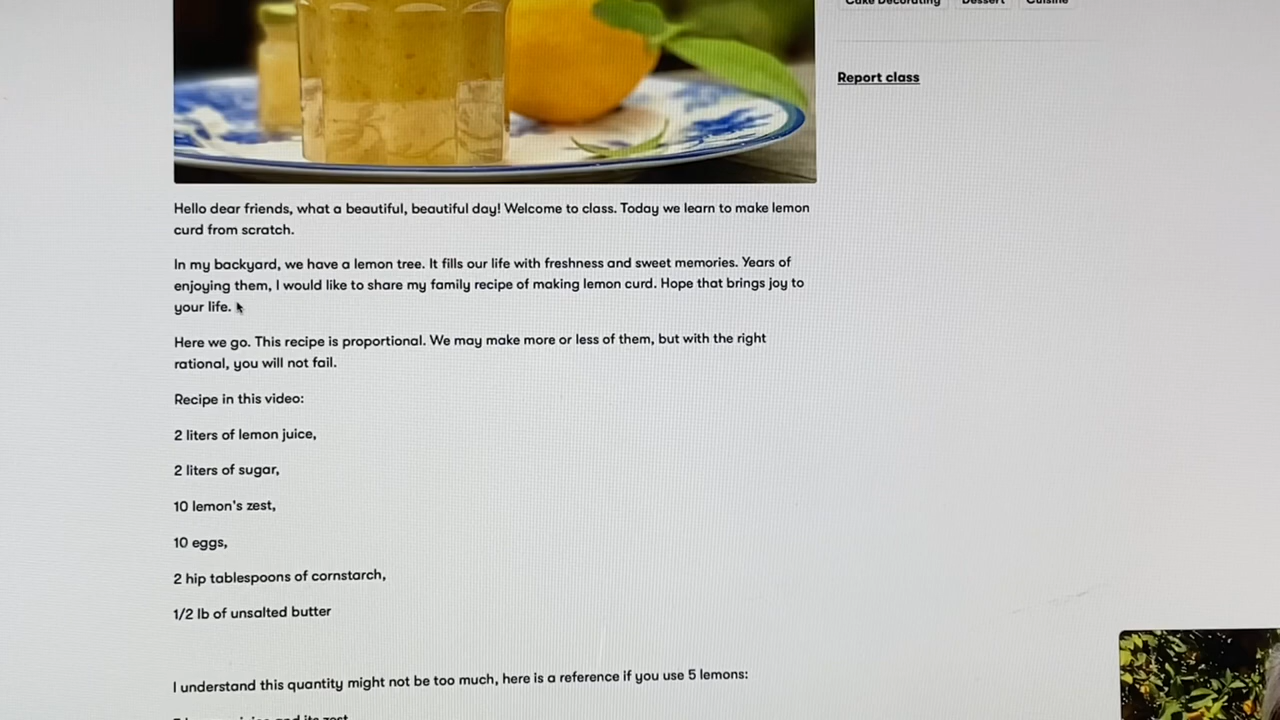 Cake Decorating Dessert Cuisine
Report class
Hello dear friends, what a beautiful, beautiful day! Welcome to class. Today we learn to make lemon
curd from scratch.
In my backyard, we have a lemon tree. It fills our life with freshness and sweet memories. Years of
enjoying them, I would like to share my family recipe of making lemon curd. Hope that brings joy to
your life.
Here we go. This recipe is proportional. We may make more or less of them, but with the right
rational, you will not fail.
Recipe in this video:
2 liters of lemon juice,
2 liters of sugar,
10 lemon's zest,
10 eggs,
2 hip tablespoons of cornstarch,
1/2 lb of unsalted butter
I understand this quantity might not be too much, here is a reference if you use 5 lemons: